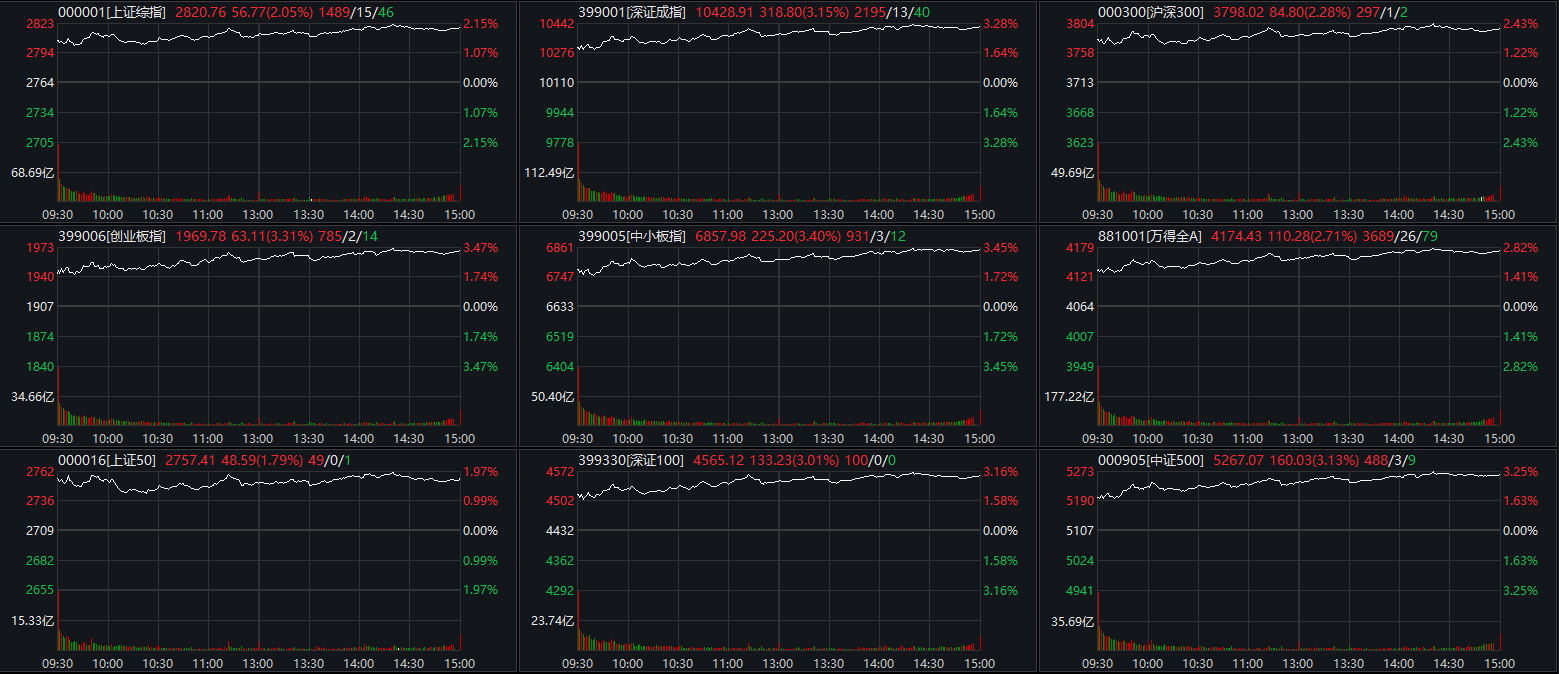 000001[上证综指] 2820.76 56.77(2.05%) 1489/15/46
2823 2.15%
2794 1.07%
2764 0.00%
2734 1.07%
2705 2.15%
68.69亿
09:30 10:00 10:30 11:00 13:00 13:30 14:00 14:30 15:00
399001[深证成指] 10428.91 318.80(3.15%) 2195/13/40
10442 3.28%
10276 1.64%
10110 0.00%
9944 1.64%
9778 3.28%
112.49亿
09:30 10:00 10:30 11:00 13:00 13:30 14:00 14:30 15:00
000300[沪深300] 3798.02 84.80(2.28%) 297/1/2
3804 2.43%
3758 1.22%
3713 0.00%
3668 1.22%
3623 2.43%
49.69亿
09:30 10:00 10:30 11:00 13:00 13:30 14:00 14:30 15:00
399006[创业板指] 1969.78 63.11(3.31%) 785/2/14
1973 3.47%
1940 1.74%
1907 0.00%
1874 1.74%
1840 3.47%
34.66亿
09:30 10:00 10:30 11:00 13:00 13:30 14:00 14:30 15:00
399005[中小板指] 6857.98 225.20(3.40%) 931/3/12
6861 3.45%
6747 1.72%
6633 0.00%
6519 1.72%
6404 3.45%
50.40亿
09:30 10:00 10:30 11:00 13:00 13:30 14:00 14:30 15:00
881001[万得全A] 4174.43 110.28(2.71%) 3689/26/79
4179 2.82%
4121 1.41%
4064 0.00%
4007 1.41%
3949 2.82%
177.22亿
09:30 10:00 10:30 11:00 13:00 13:30 14:00 14:30 15:00
000016[上证50] 2757.41 48.59(1.79%) 49/0/1
2762 1.97%
2736 0.99%
2709 0.00%
2682 0.99%
2655 1.97%
15.33亿
09:30 10:00 10:30 11:00 13:00 13:30 14:00 14:30 15:00
399330[深证100] 4565.12 133.23(3.01%) 100/0/0
4572 3.16%
4502 1.58%
4432 0.00%
4362 1.58%
4292 3.16%
23.74亿
09:30 10:00 10:30 11:00 13:00 13:30 14:00 14:30 15:00
000905[中证500] 5267.07 160.03(3.13%) 488/3/9
5273 3.25%
5190 1.63%
5107 0.00%
5024 1.63%
4941 3.25%
35.69亿
09:30 10:00 10:30 11:00 13:00 13:30 14:00 14:30 15:00